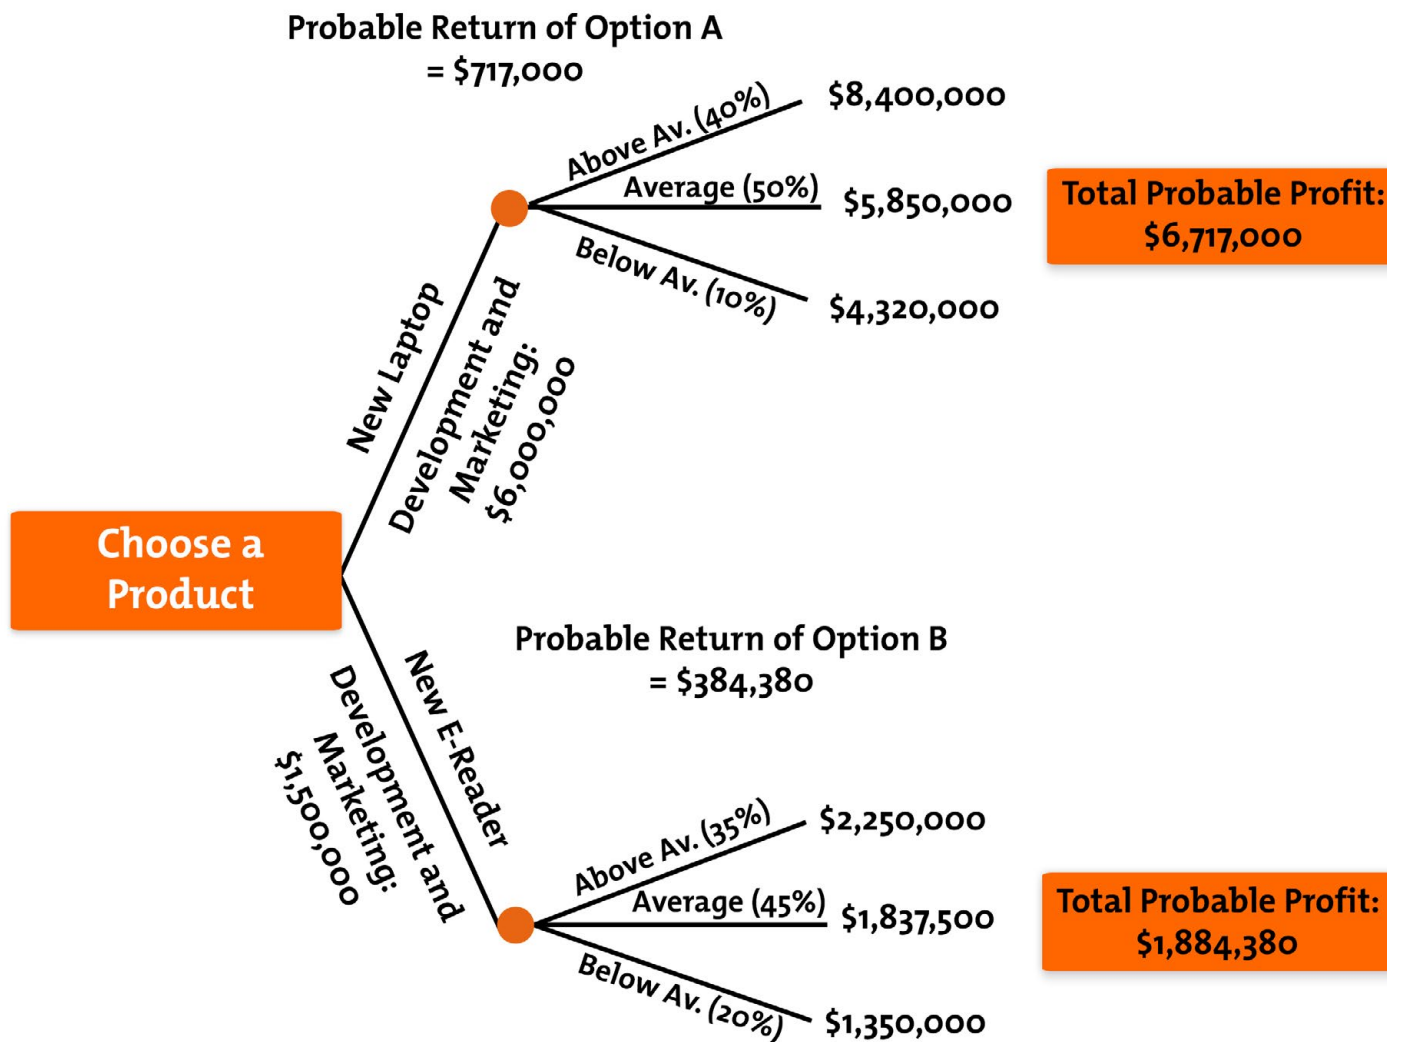 Probable Return of Option A
= $717,000
Above Av. (40%)
$8,400,000
Average (50%)
$5,850,000
Below Av. (10%)
$4,320,000
Total Probable Profit:
$6,717,000
New Laptop
Development and
Marketing:
$6,000,000
Choose a
Product
Probable Return of Option B
= $384,380
New E-Reader
Development and
Marketing:
$1,500,000
Above Av. (35%)
$2,250,000
Average (45%)
$1,837,500
Below Av. (20%)
$1,350,000
Total Probable Profit:
$1,884,380